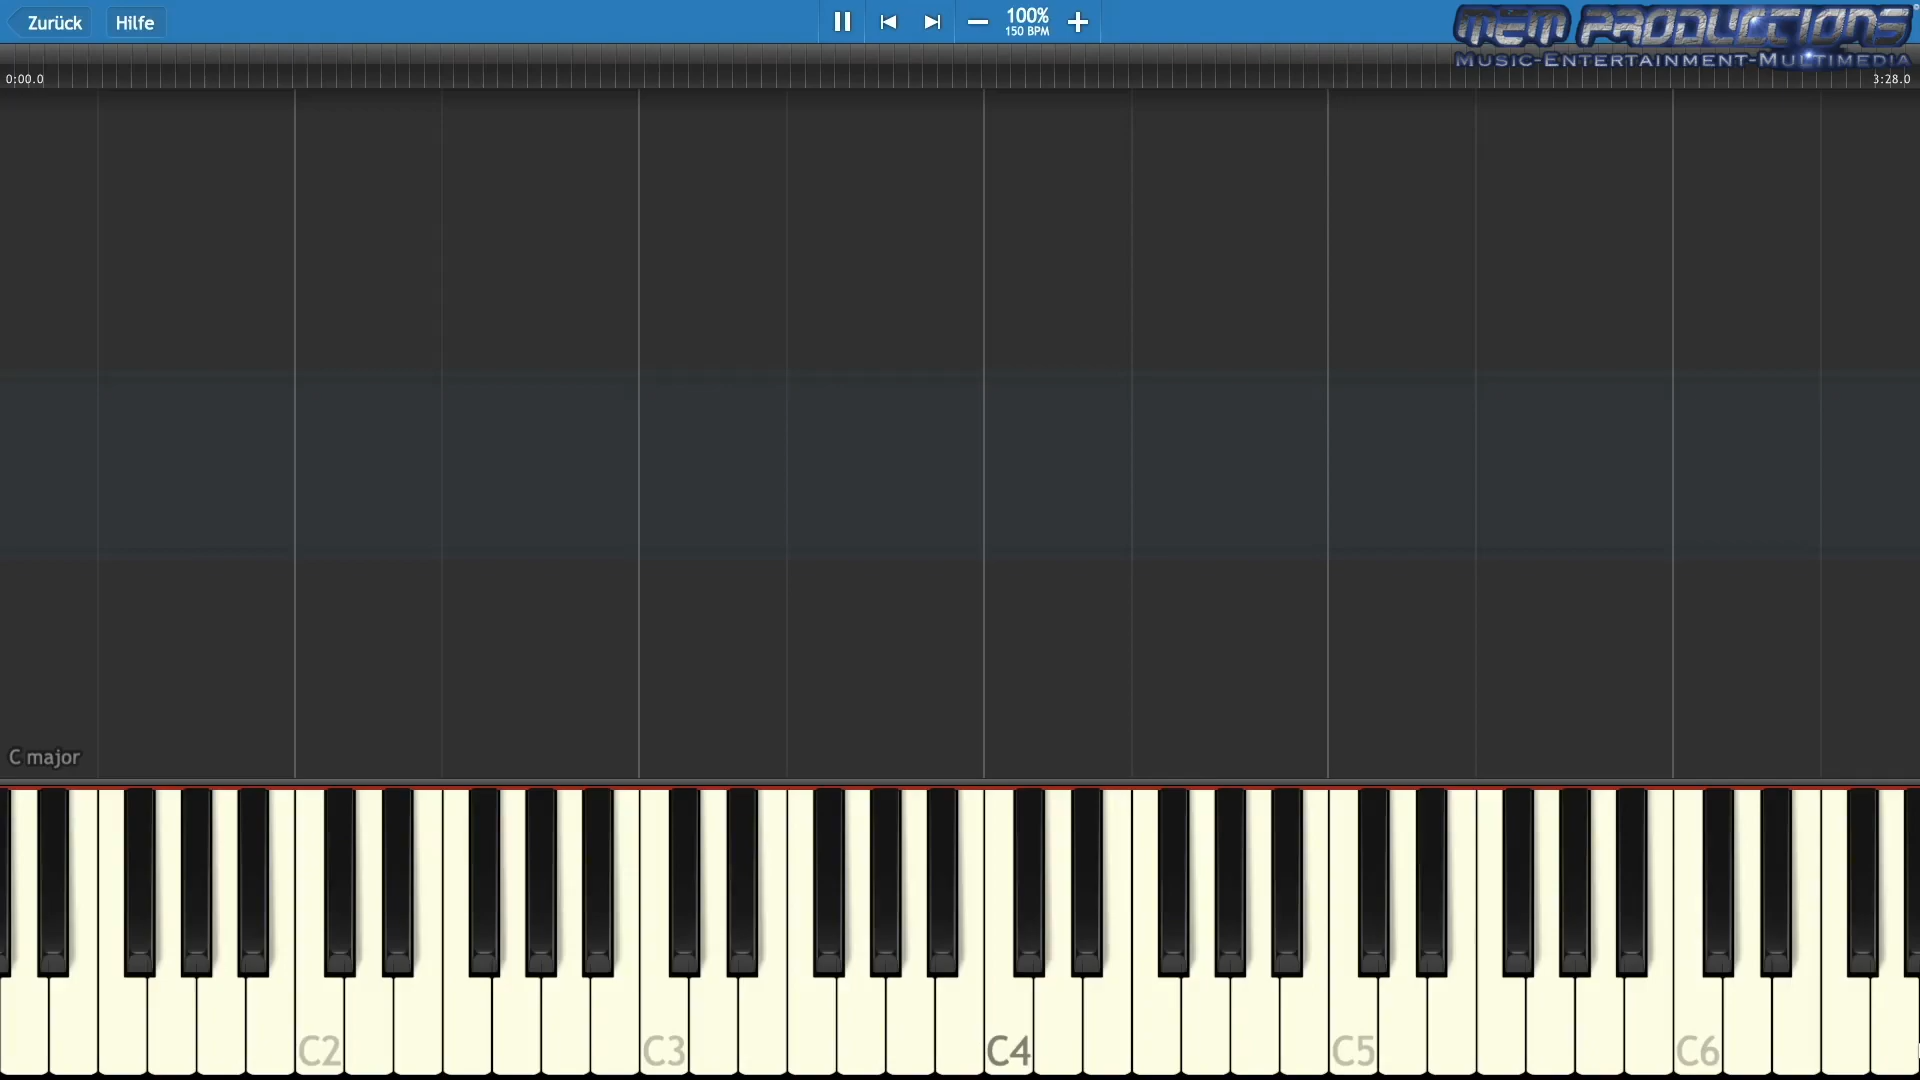 Zurück Hilfe
100%
150 BPM
MEM PRODUCTIONS
MUSIC-ENTERTAINMENT-MULTIMEDIA
0:00.0
3:28.0
C major
C2 C3 C4 C5 C6